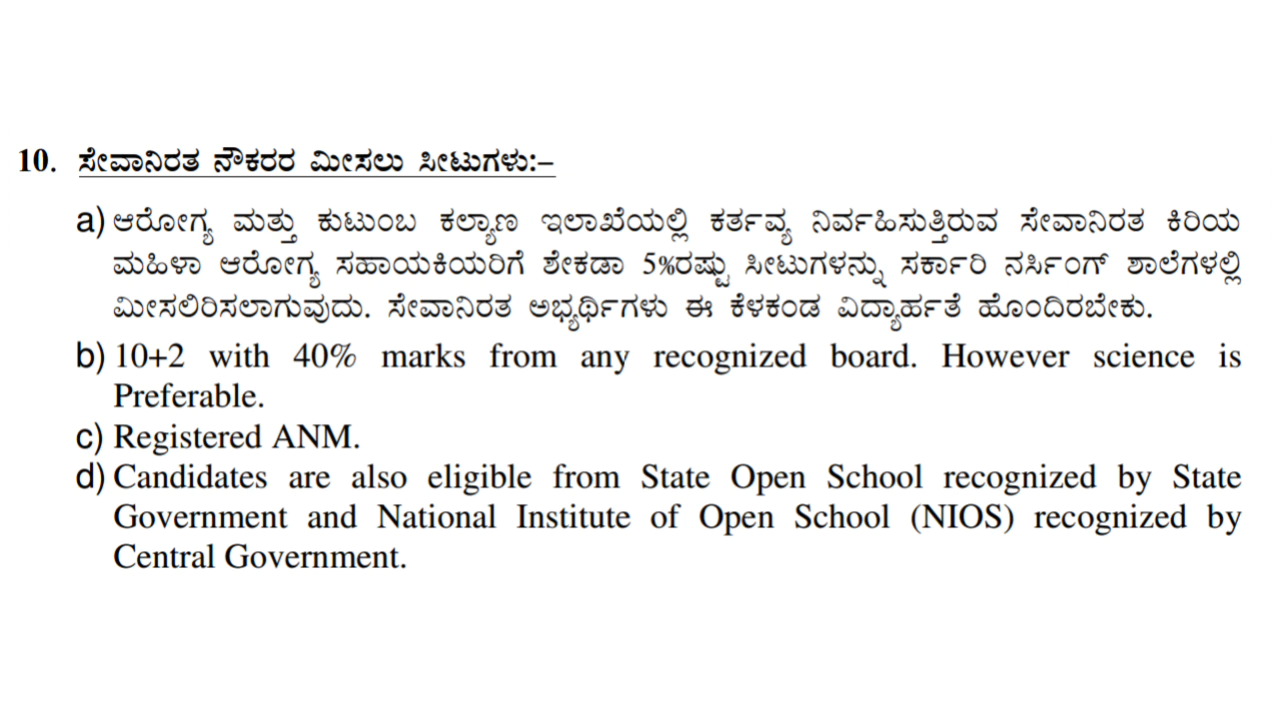 10. ಸೇವಾನಿರತ ನೌಕರರ ಮೀಸಲು ಸೀಟುಗಳು:–
a) ಆರೋಗ್ಯ ಮತ್ತು ಕುಟುಂಬ ಕಲ್ಯಾಣ ಇಲಾಖೆಯಲ್ಲಿ ಕರ್ತವ್ಯ ನಿರ್ವಹಿಸುತ್ತಿರುವ ಸೇವಾನಿರತ ಕಿರಿಯ
ಮಹಿಳಾ ಆರೋಗ್ಯ ಸಹಾಯಕಿಯರಿಗೆ ಶೇಕಡಾ 5%ರಷ್ಟು ಸೀಟುಗಳನ್ನು ಸರ್ಕಾರಿ ನರ್ಸಿಂಗ್ ಶಾಲೆಗಳಲ್ಲಿ
ಮೀಸಲಿರಿಸಲಾಗುವುದು. ಸೇವಾನಿರತ ಅಭ್ಯರ್ಥಿಗಳು ಈ ಕೆಳಕಂಡ ವಿದ್ಯಾರ್ಹತೆ ಹೊಂದಿರಬೇಕು.
b) 10+2 with 40% marks from any recognized board. However science is
Preferable.
c) Registered ANM.
d) Candidates are also eligible from State Open School recognized by State
Government and National Institute of Open School (NIOS) recognized by
Central Government.